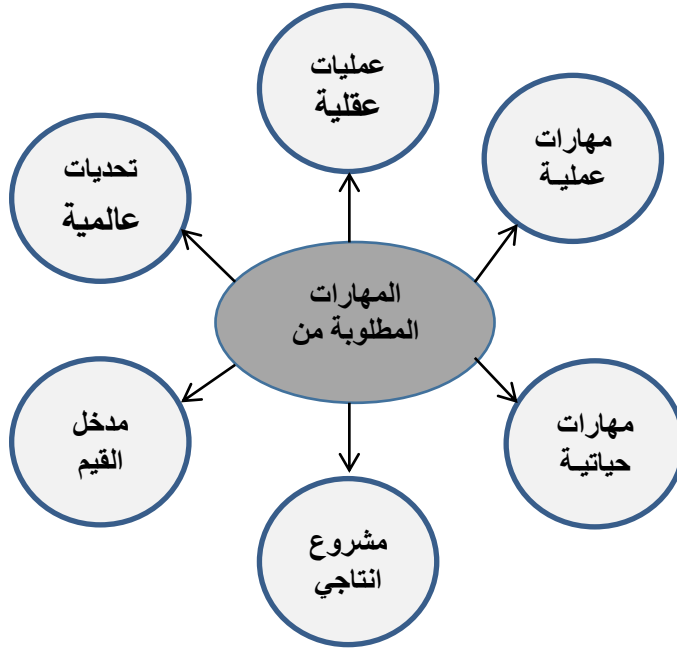 عمليات
عقلية
مهارات
عمليـة
تحديات
عالمية
المهارات
المطلوبة من
مدخل
القيم
مهارات
حياتيـة
مشروع
انتاجي